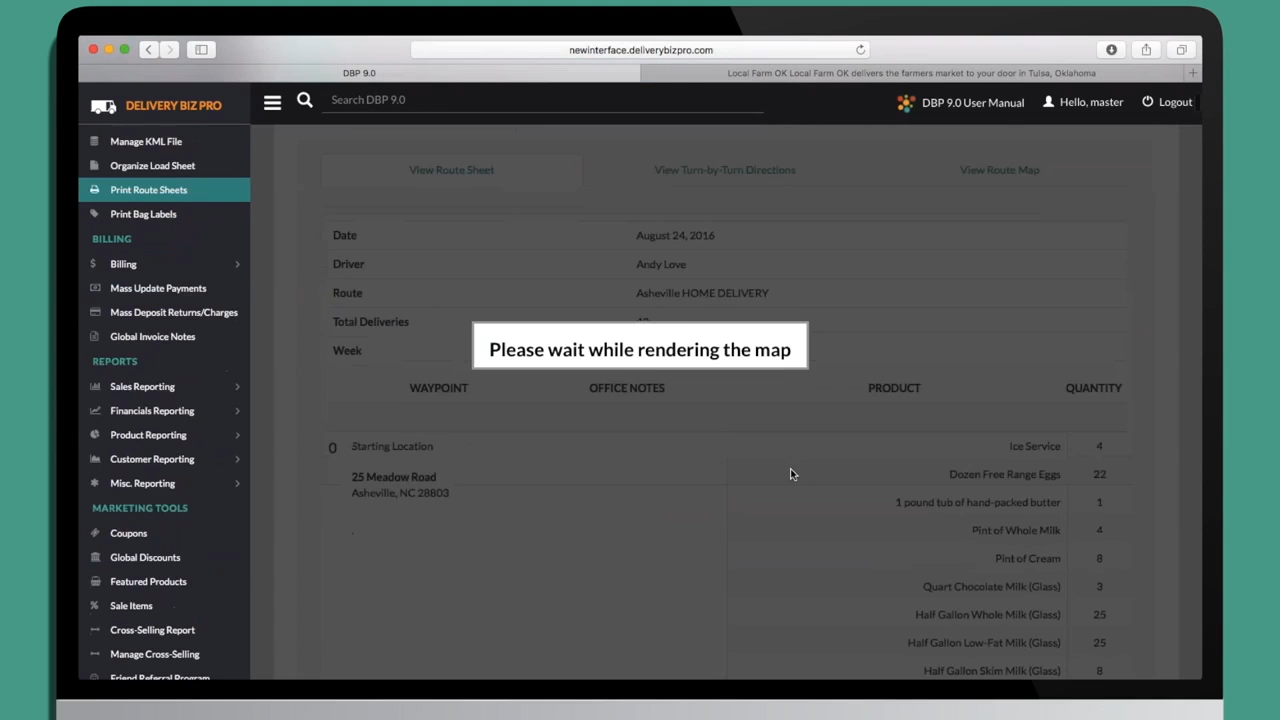 newinterface.deliverybizpro.com
DBP 9.0
Local Farm OK Local Farm OK delivers the farmers market to your door in Tulsa, Oklahoma
DELIVERY BIZ PRO
Search DBP 9.0
DBP 9.0 User Manual
Hello, master
Logout
Manage KML File
Organize Load Sheet
Print Route Sheets
Print Bag Labels
BILLING
Billing
Mass Update Payments
Mass Deposit Returns/Charges
Global Invoice Notes
REPORTS
Sales Reporting
Financials Reporting
Product Reporting
Customer Reporting
Misc. Reporting
MARKETING TOOLS
Coupons
Global Discounts
Featured Products
Sale Items
Cross-Selling Report
Manage Cross-Selling
Friend Referral Program
View Route Sheet
View Turn-by-Turn Directions
View Route Map
Date August 24, 2016
Driver Andy Love
Route Asheville HOME DELIVERY
Total Deliveries
Week
Please wait while rendering the map
WAYPOINT OFFICE NOTES PRODUCT QUANTITY
0 Starting Location
25 Meadow Road
Asheville, NC 28803
.
Ice Service 4
Dozen Free Range Eggs 22
1 pound tub of hand-packed butter 1
Pint of Whole Milk 4
Pint of Cream 8
Quart Chocolate Milk (Glass) 3
Half Gallon Whole Milk (Glass) 25
Half Gallon Low-Fat Milk (Glass) 25
Half Gallon Skim Milk (Glass) 8